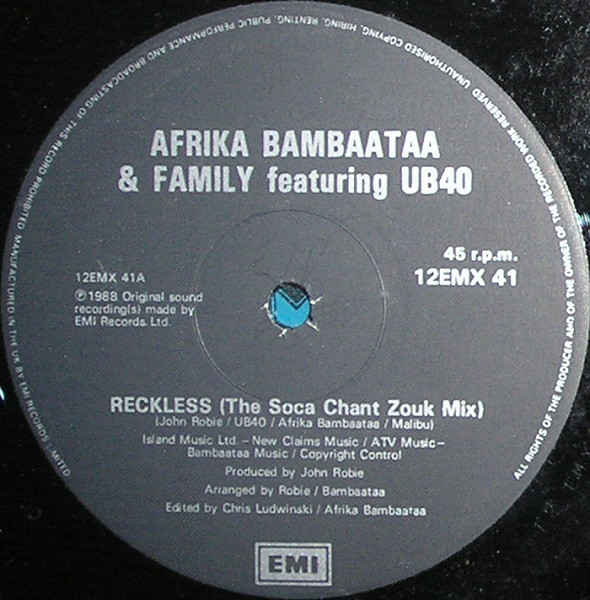 AFRIKA BAMBAATAA
& FAMILY featuring UB40
45 r.p.m.
12EMX 41
12EMX 41A
℗1988 Original sound
recording(s) made by
EMI Records. Ltd.
RECKLESS (The Soca Chant Zouk Mix)
(John Robie / UB40 / Afrika Bambaataa / Malibu)
Island Music Ltd. – New Claims Music / ATV Music –
Bambaataa Music / Copyright Control
Produced by John Robie
Arranged by Robie / Bambaataa
Edited by Chris Ludwinski / Afrika Bambaataa
EMI
ALL RIGHTS OF THE PRODUCER AND OF THE OWNER OF THE RECORDED WORK RESERVED. UNAUTHORISED COPYING, HIRING, RENTING, PUBLIC PERFORMANCE AND BROADCASTING OF THIS RECORD PROHIBITED. MANUFACTURED IN THE UK BY EMI RECORDS LIMITED